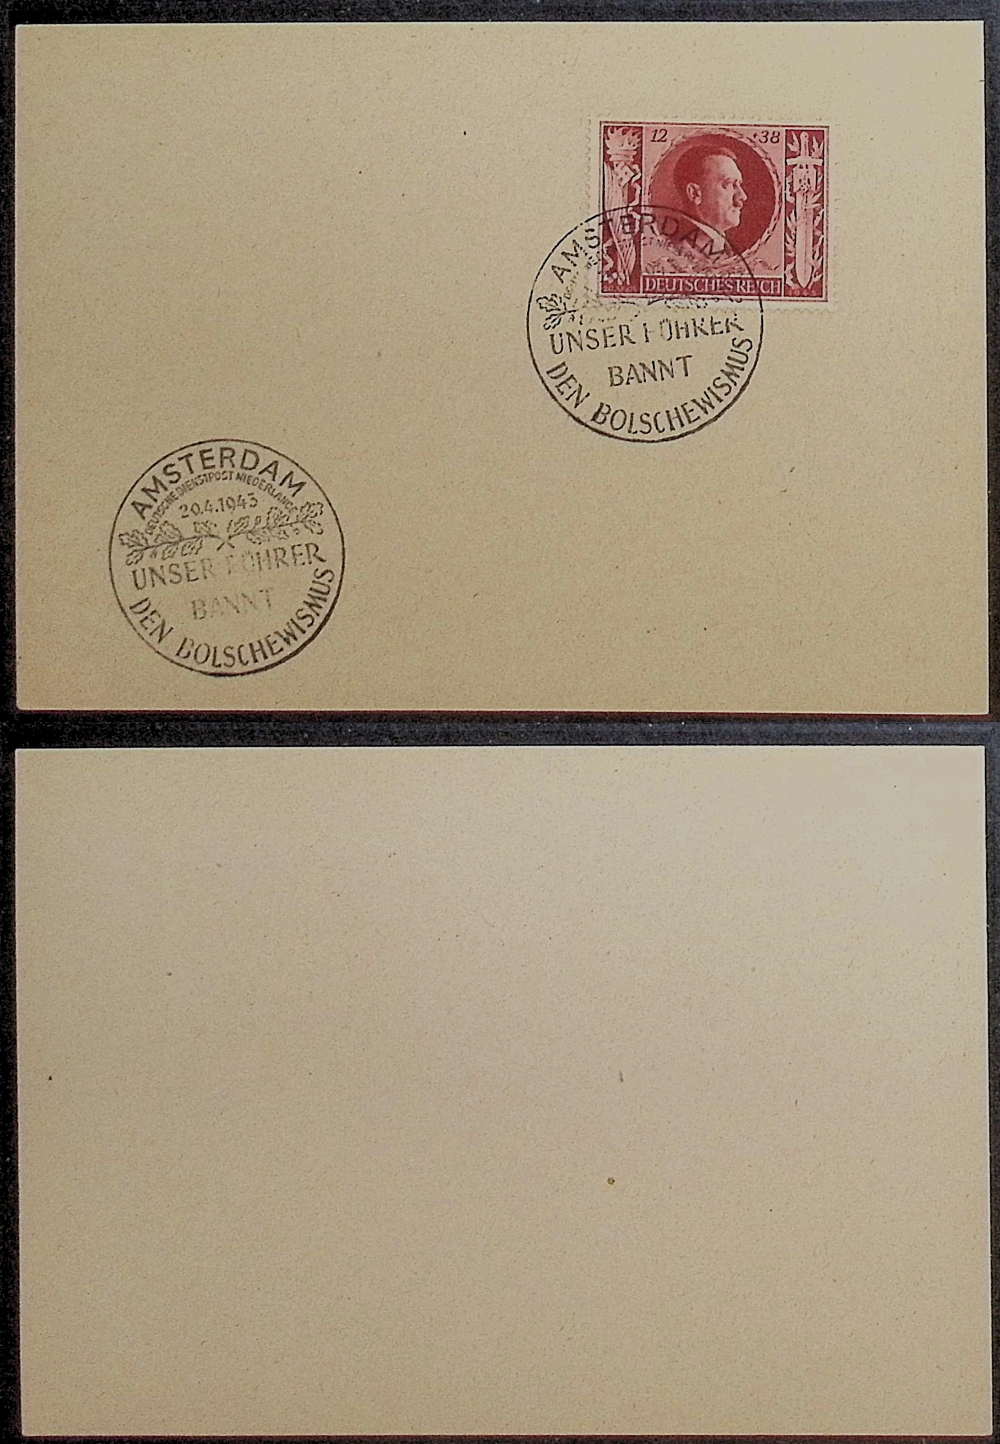 12 +38
DEUTSCHES REICH
AMSTERDAM
UNSER FÜHRER
BANNT
DEN BOLSCHEWISMUS
AMSTERDAM
DEUTSCHE DIENSTPOST NIEDERLANDE
20.4.1943
UNSER FÜHRER
BANNT
DEN BOLSCHEWISMUS